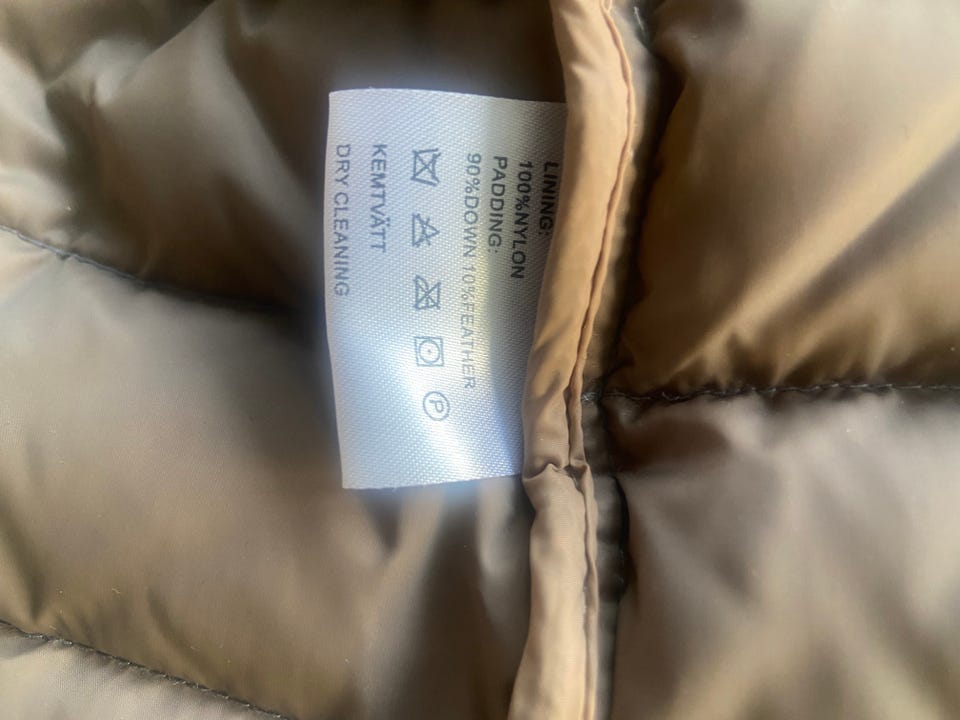 LINING:
100%NYLON
PADDING:
90%DOWN 10%FEATHER
P
KEMTVÄTT
DRY CLEANING